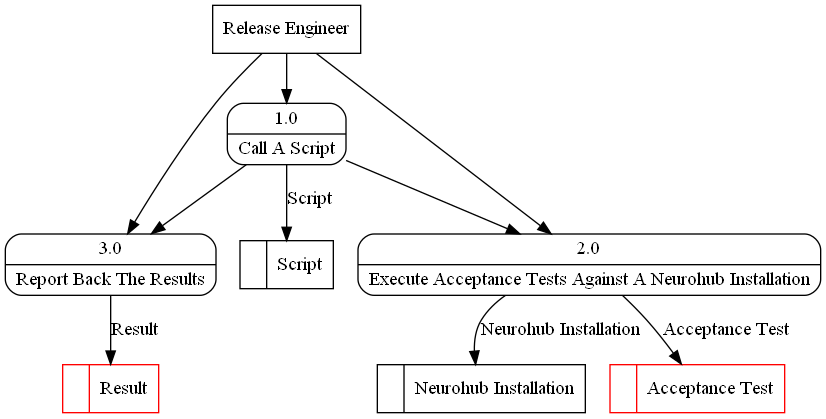 Release Engineer
1.0
Call A Script
Script
3.0
Report Back The Results
Script
2.0
Execute Acceptance Tests Against A Neurohub Installation
Result
Neurohub Installation
Acceptance Test
Result
Neurohub Installation
Acceptance Test